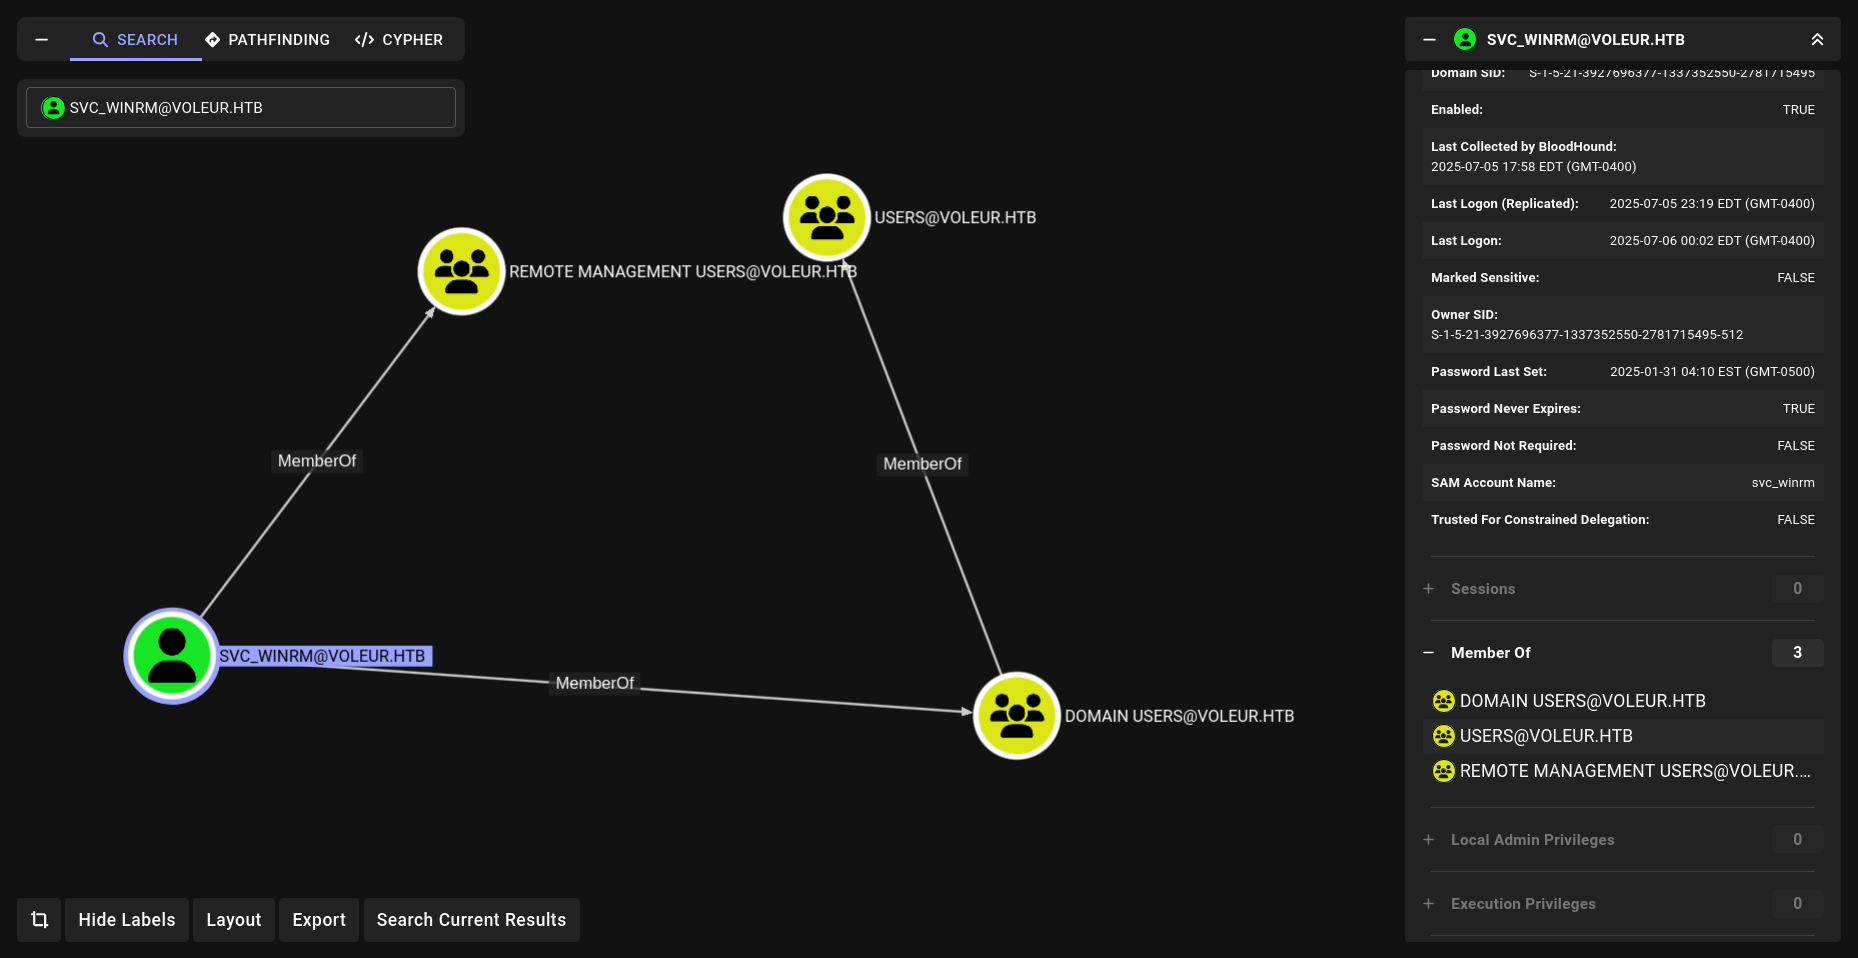 SEARCH
PATHFINDING
CYPHER
SVC_WINRM@VOLEUR.HTB
USERS@VOLEUR.HTB
REMOTE MANAGEMENT USERS@VOLEUR.HTB
MemberOf
MemberOf
SVC_WINRM@VOLEUR.HTB
MemberOf
DOMAIN USERS@VOLEUR.HTB
Hide Labels
Layout
Export
Search Current Results
SVC_WINRM@VOLEUR.HTB
Domain SID: S-1-5-21-3927696377-1337352550-2781715495
Enabled: TRUE
Last Collected by BloodHound:
2025-07-05 17:58 EDT (GMT-0400)
Last Logon (Replicated): 2025-07-05 23:19 EDT (GMT-0400)
Last Logon: 2025-07-06 00:02 EDT (GMT-0400)
Marked Sensitive: FALSE
Owner SID:
S-1-5-21-3927696377-1337352550-2781715495-512
Password Last Set: 2025-01-31 04:10 EST (GMT-0500)
Password Never Expires: TRUE
Password Not Required: FALSE
SAM Account Name: svc_winrm
Trusted For Constrained Delegation: FALSE
Sessions 0
Member Of 3
DOMAIN USERS@VOLEUR.HTB
USERS@VOLEUR.HTB
REMOTE MANAGEMENT USERS@VOLEUR....
Local Admin Privileges 0
Execution Privileges 0